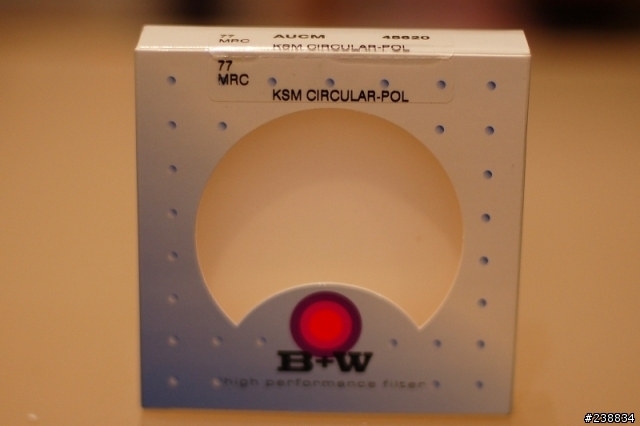 77 AUCM 45620
MRC
KSM CIRCULAR-POL
77
MRC
KSM CIRCULAR-POL
B+W
high performance filter
#238834